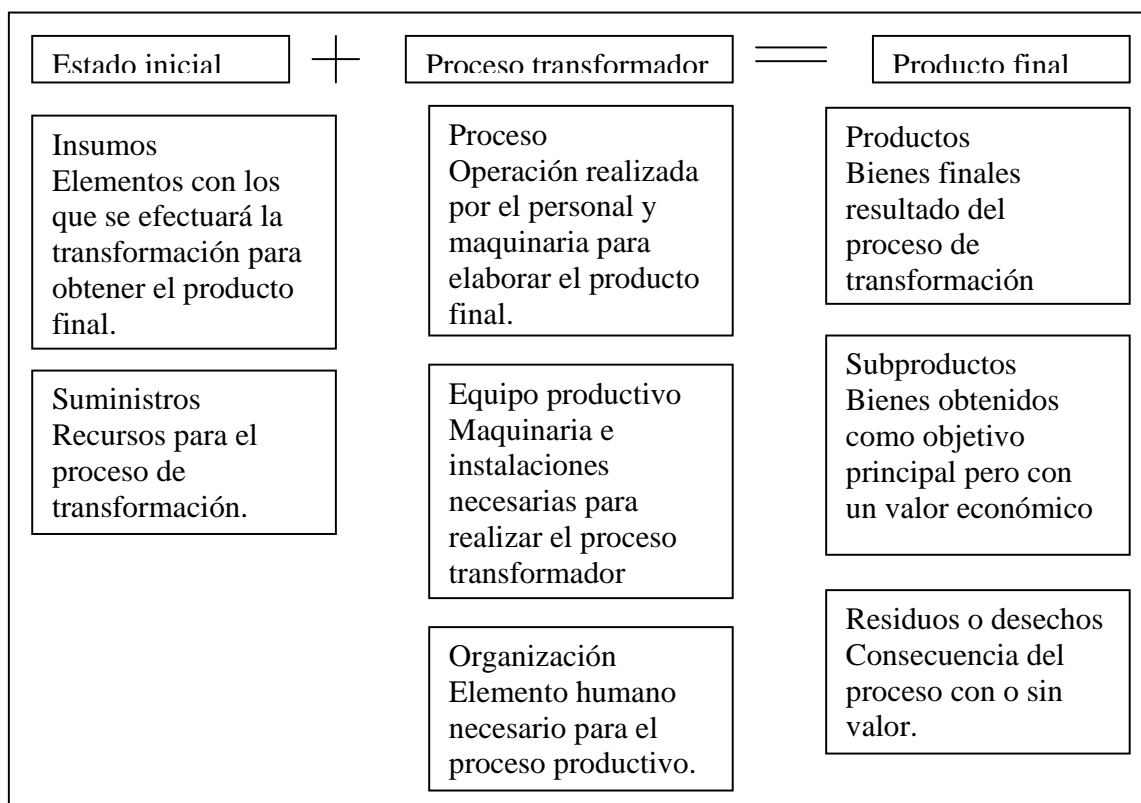 Estado inicial
Proceso transformador
Producto final
Insumos
Elementos con los
que se efectuará la
transformación para
obtener el producto
final.
Suministros
Recursos para el
proceso de
transformación.
Proceso
Operación realizada
por el personal y
maquinaria para
elaborar el producto
final.
Equipo productivo
Maquinaria e
instalaciones
necesarias para
realizar el proceso
transformador
Organización
Elemento humano
necesario para el
proceso productivo.
Productos
Bienes finales
resultado del
proceso de
transformación
Subproductos
Bienes obtenidos
como objetivo
principal pero con
un valor económico
Residuos o desechos
Consecuencia del
proceso con o sin
valor.